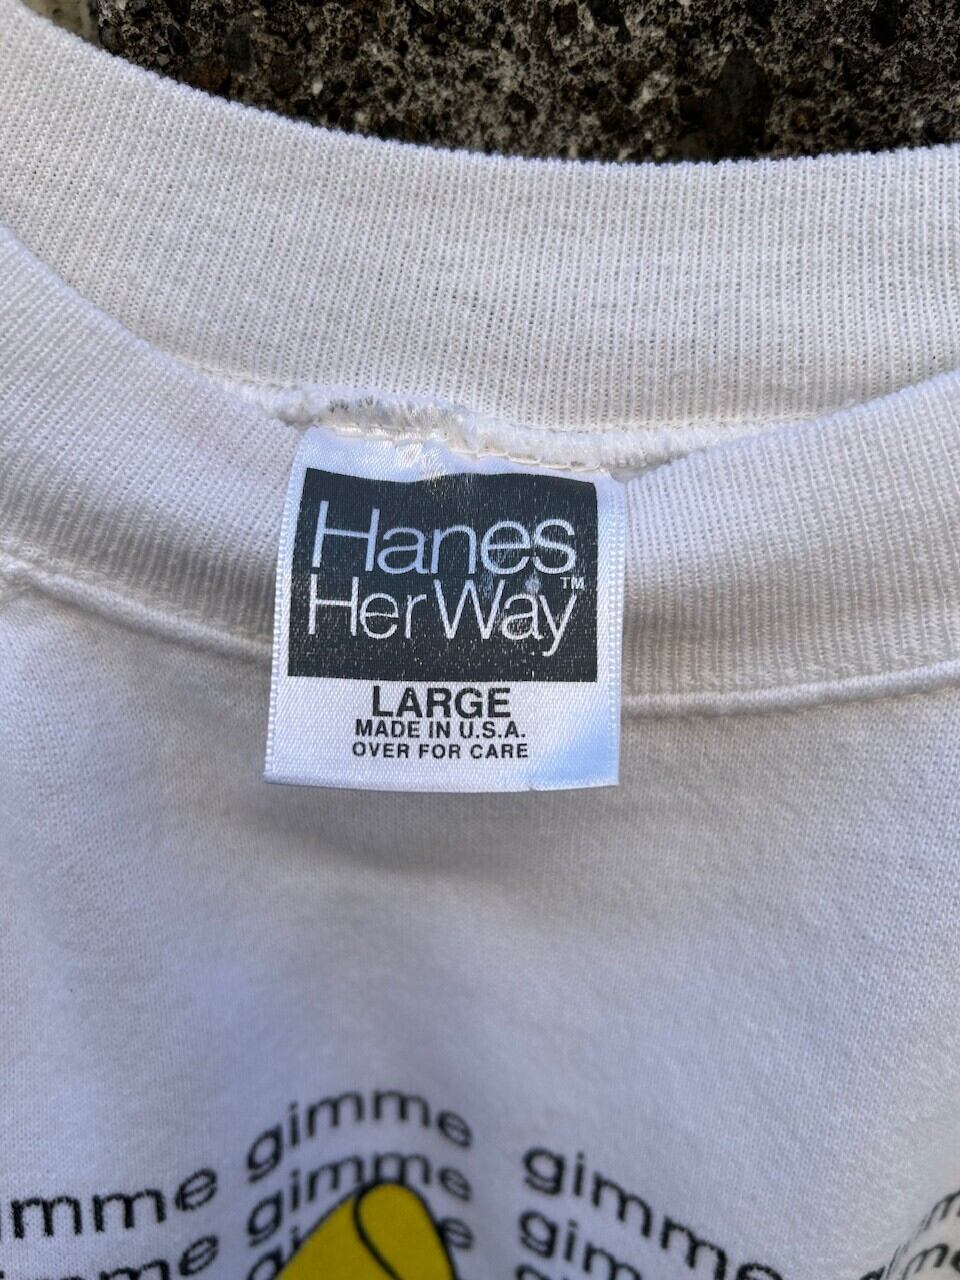 Hanes
Her Way™
LARGE
MADE IN U.S.A.
OVER FOR CARE
gimme gimme
gimme gimme